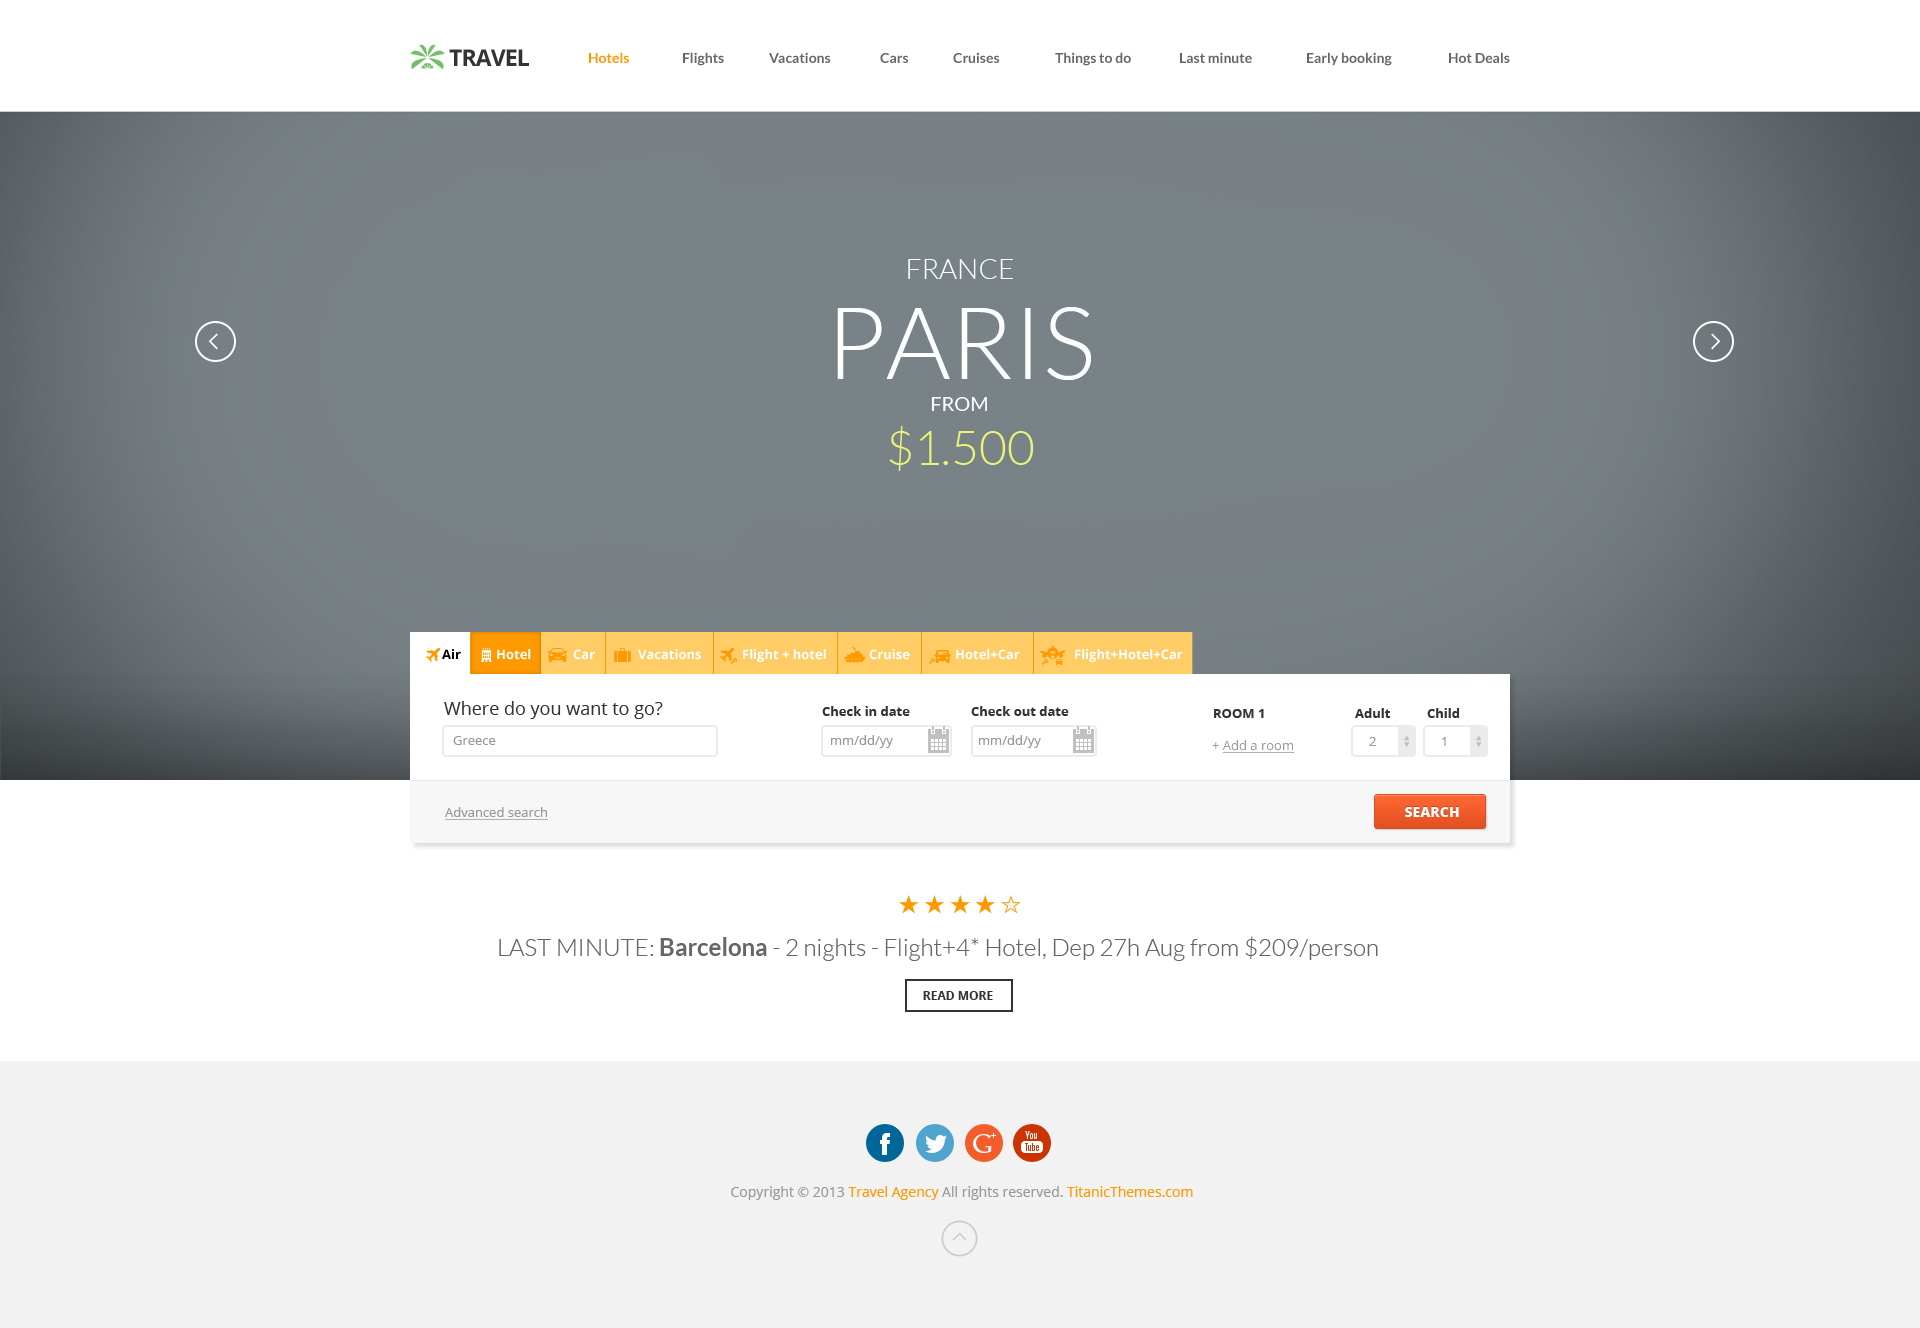 TRAVEL
Hotels Flights Vacations Cars Cruises Things to do Last minute Early booking Hot Deals
FRANCE
PARIS
FROM
$1.500
Air Hotel Car Vacations Flight + hotel Cruise Hotel+Car Flight+Hotel+Car
Where do you want to go? Check in date Check out date ROOM 1 Adult Child
Greece mm/dd/yy mm/dd/yy + Add a room 2 1
Advanced search SEARCH
LAST MINUTE: Barcelona - 2 nights - Flight+4* Hotel, Dep 27h Aug from $209/person
READ MORE
f G+ You Tube
Copyright © 2013 Travel Agency All rights reserved. TitanicThemes.com